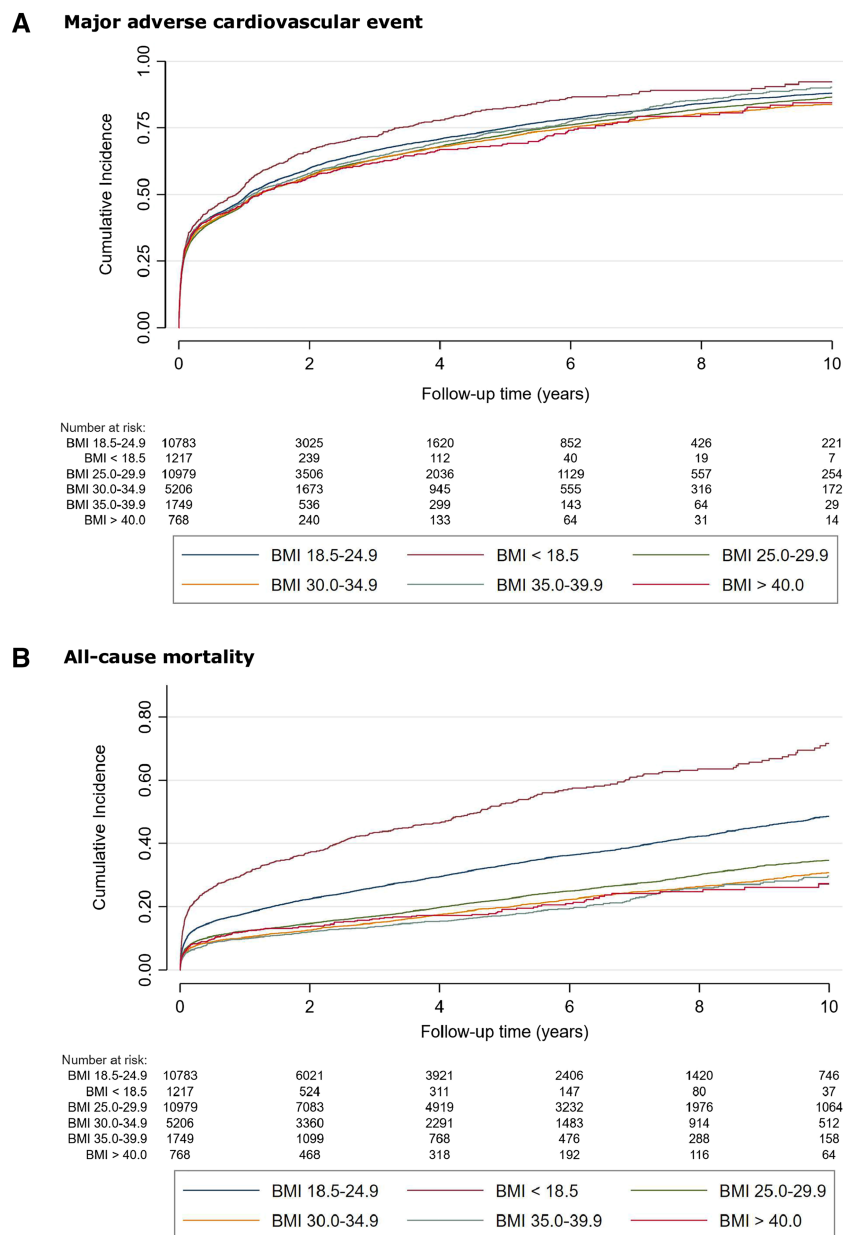 A Major adverse cardiovascular event
1.00
0.75
0.50
0.25
0.00
Cumulative Incidence
0 2 4 6 8 10
Follow-up time (years)
Number at risk:
BMI 18.5-24.9 10783 3025 1620 852 426 221
BMI < 18.5 1217 239 112 40 19 7
BMI 25.0-29.9 10979 3506 2036 1129 557 254
BMI 30.0-34.9 5206 1673 945 555 316 172
BMI 35.0-39.9 1749 536 299 143 64 29
BMI > 40.0 768 240 133 64 31 14
BMI 18.5-24.9 BMI < 18.5 BMI 25.0-29.9
BMI 30.0-34.9 BMI 35.0-39.9 BMI > 40.0
B All-cause mortality
0.80
0.60
0.40
0.20
0.00
Cumulative Incidence
0 2 4 6 8 10
Follow-up time (years)
Number at risk:
BMI 18.5-24.9 10783 6021 3921 2406 1420 746
BMI < 18.5 1217 524 311 147 80 37
BMI 25.0-29.9 10979 7083 4919 3232 1976 1064
BMI 30.0-34.9 5206 3360 2291 1483 914 512
BMI 35.0-39.9 1749 1099 768 476 288 158
BMI > 40.0 768 468 318 192 116 64
BMI 18.5-24.9 BMI < 18.5 BMI 25.0-29.9
BMI 30.0-34.9 BMI 35.0-39.9 BMI > 40.0